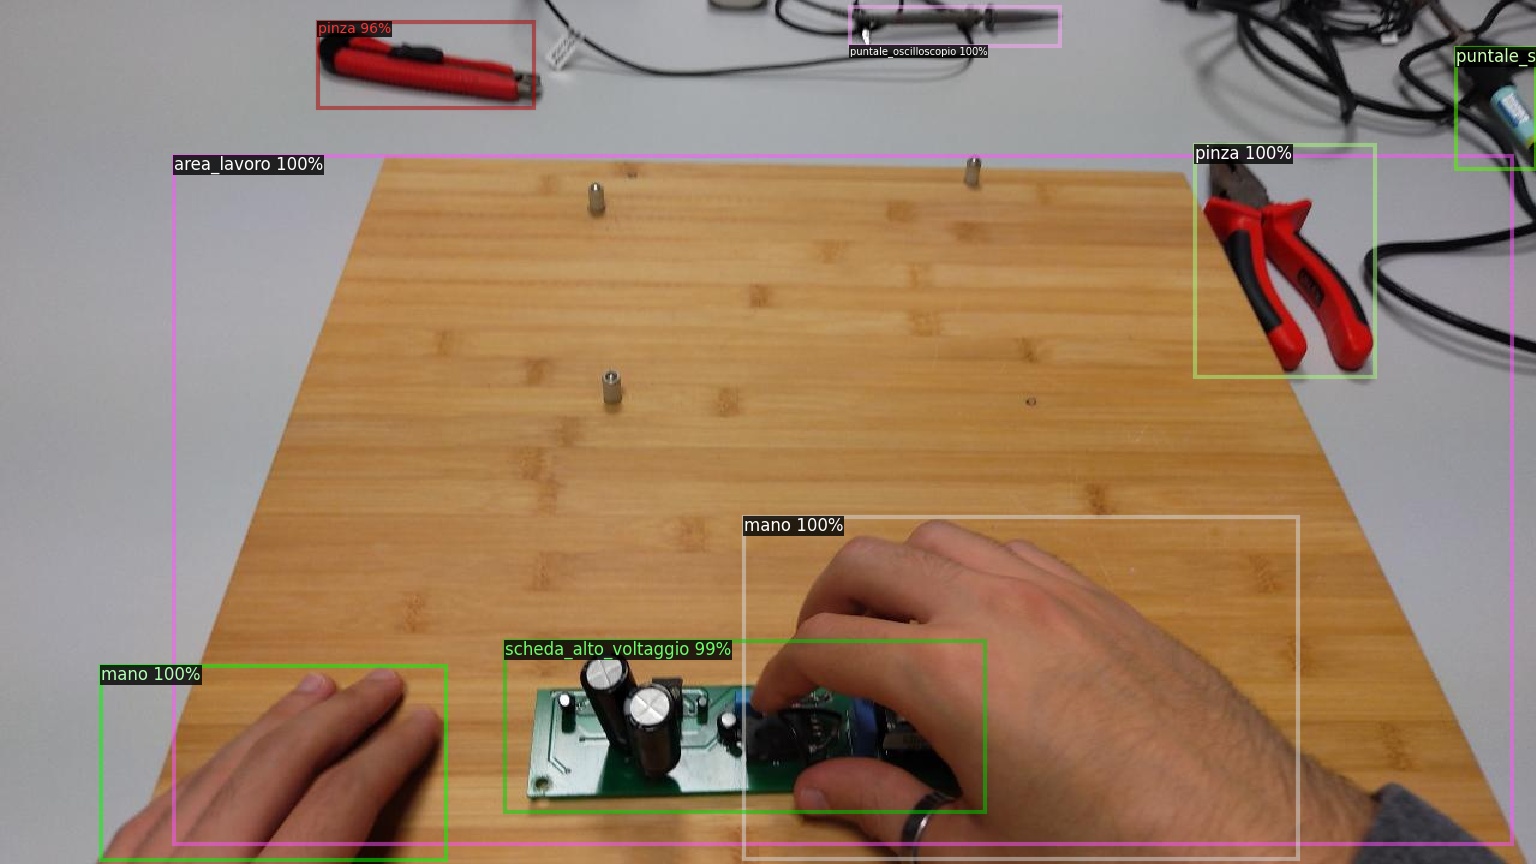 pinza 96%
puntale_oscilloscopio 100%
puntale_s
area_lavoro 100%
pinza 100%
mano 100%
scheda_alto_voltaggio 99%
mano 100%